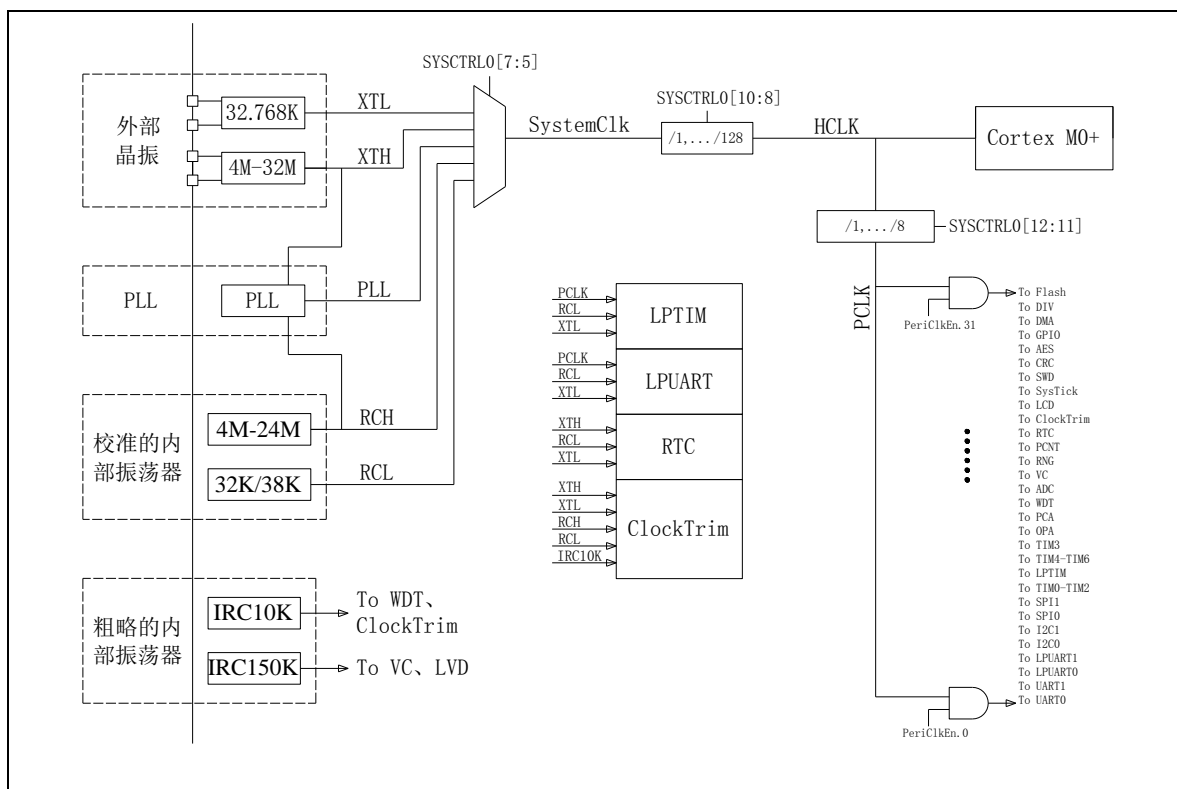 SYSCTRL0[7:5]
外部
晶振
32.768K
XTL
4M-32M
XTH
SystemClk
SYSCTRL0[10:8]
/1,.../128
HCLK
Cortex M0+
/1,.../8
SYSCTRL0[12:11]
PLL
PLL
PLL
PCLK
PeriClkEn.31
校准的内
部振荡器
4M-24M
RCH
32K/38K
RCL
PCLK
RCL
XTL
LPTIM
PCLK
RCL
XTL
LPUART
XTH
RCL
XTL
RTC
XTH
XTL
RCH
RCL
IRC10K
ClockTrim
粗略的内
部振荡器
IRC10K
To WDT、
ClockTrim
IRC150K
To VC、LVD
To Flash
To DIV
To DMA
To GPIO
To AES
To CRC
To SWD
To SysTick
To LCD
To ClockTrim
To RTC
To PCNT
To RNG
To VC
To ADC
To WDT
To PCA
To OPA
To TIM3
To TIM4-TIM6
To LPTIM
To TIM0-TIM2
To SPI1
To SPI0
To I2C1
To I2C0
To LPUART1
To LPUART0
To UART1
To UART0
PeriClkEn.0